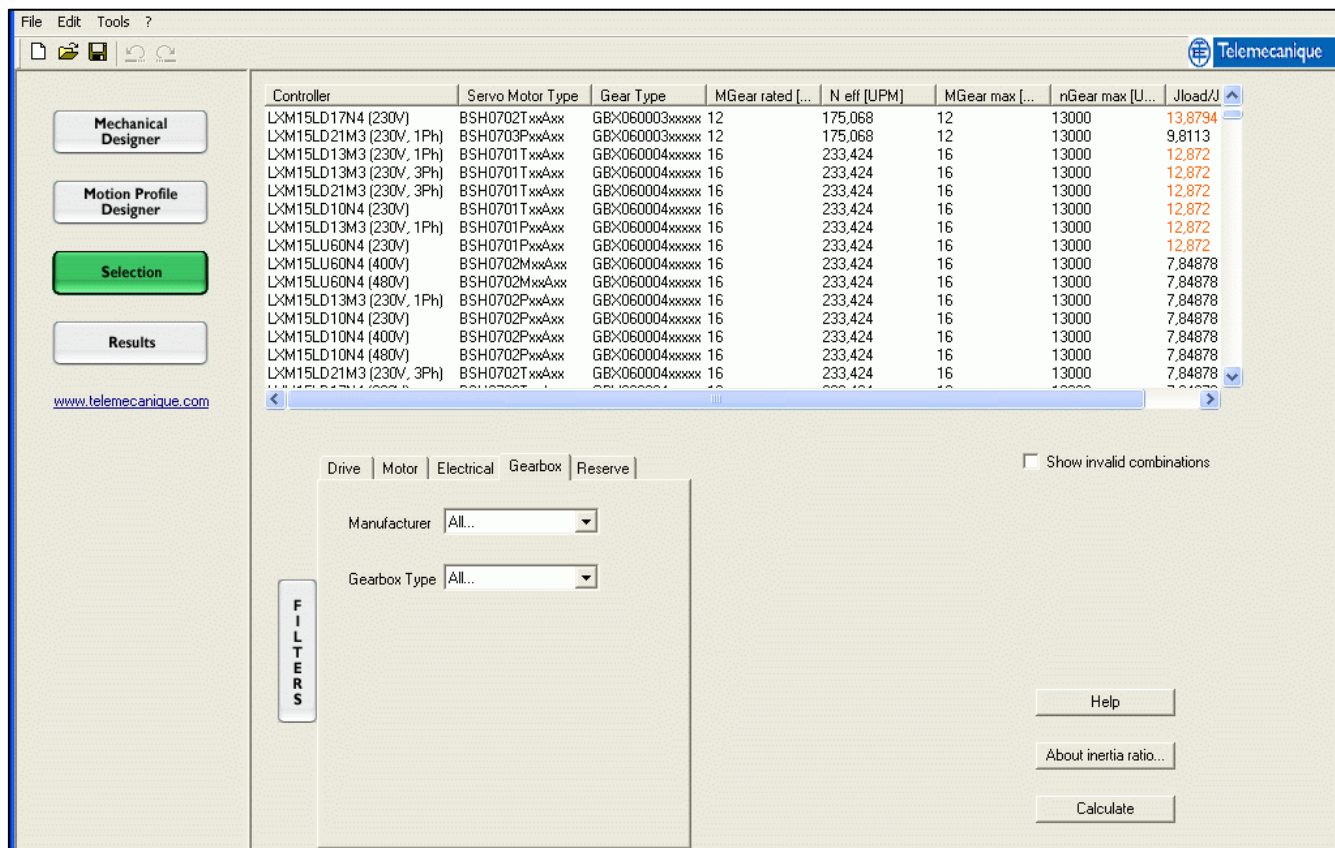 File Edit Tools ?
Telemecanique
Mechanical
Designer
Motion Profile
Designer
Selection
Results
www.telemecanique.com
Controller Servo Motor Type Gear Type MGear rated [... N eff [UPM] MGear max [... nGear max [U... Jload/J
LXM15LD17N4 (230V) BSH0702TxxAxx GBX060003xxxxx 12 175,068 12 13000 13,8794
LXM15LD21M3 (230V, 1Ph) BSH0703PxxAxx GBX060003xxxxx 12 175,068 12 13000 9,8113
LXM15LD13M3 (230V, 1Ph) BSH0701TxxAxx GBX060004xxxxx 16 233,424 16 13000 12,872
LXM15LD13M3 (230V, 3Ph) BSH0701TxxAxx GBX060004xxxxx 16 233,424 16 13000 12,872
LXM15LD21M3 (230V, 3Ph) BSH0701TxxAxx GBX060004xxxxx 16 233,424 16 13000 12,872
LXM15LD10N4 (230V) BSH0701TxxAxx GBX060004xxxxx 16 233,424 16 13000 12,872
LXM15LD13M3 (230V, 1Ph) BSH0701PxxAxx GBX060004xxxxx 16 233,424 16 13000 12,872
LXM15LU60N4 (230V) BSH0701PxxAxx GBX060004xxxxx 16 233,424 16 13000 12,872
LXM15LU60N4 (400V) BSH0702MxxAxx GBX060004xxxxx 16 233,424 16 13000 7,84878
LXM15LU60N4 (480V) BSH0702MxxAxx GBX060004xxxxx 16 233,424 16 13000 7,84878
LXM15LD13M3 (230V, 1Ph) BSH0702PxxAxx GBX060004xxxxx 16 233,424 16 13000 7,84878
LXM15LD10N4 (230V) BSH0702PxxAxx GBX060004xxxxx 16 233,424 16 13000 7,84878
LXM15LD10N4 (400V) BSH0702PxxAxx GBX060004xxxxx 16 233,424 16 13000 7,84878
LXM15LD10N4 (480V) BSH0702PxxAxx GBX060004xxxxx 16 233,424 16 13000 7,84878
LXM15LD21M3 (230V, 3Ph) BSH0702TxxAxx GBX060004xxxxx 16 233,424 16 13000 7,84878
Drive Motor Electrical Gearbox Reserve
Show invalid combinations
Manufacturer All...
Gearbox Type All...
FILTERS
Help
About inertia ratio...
Calculate